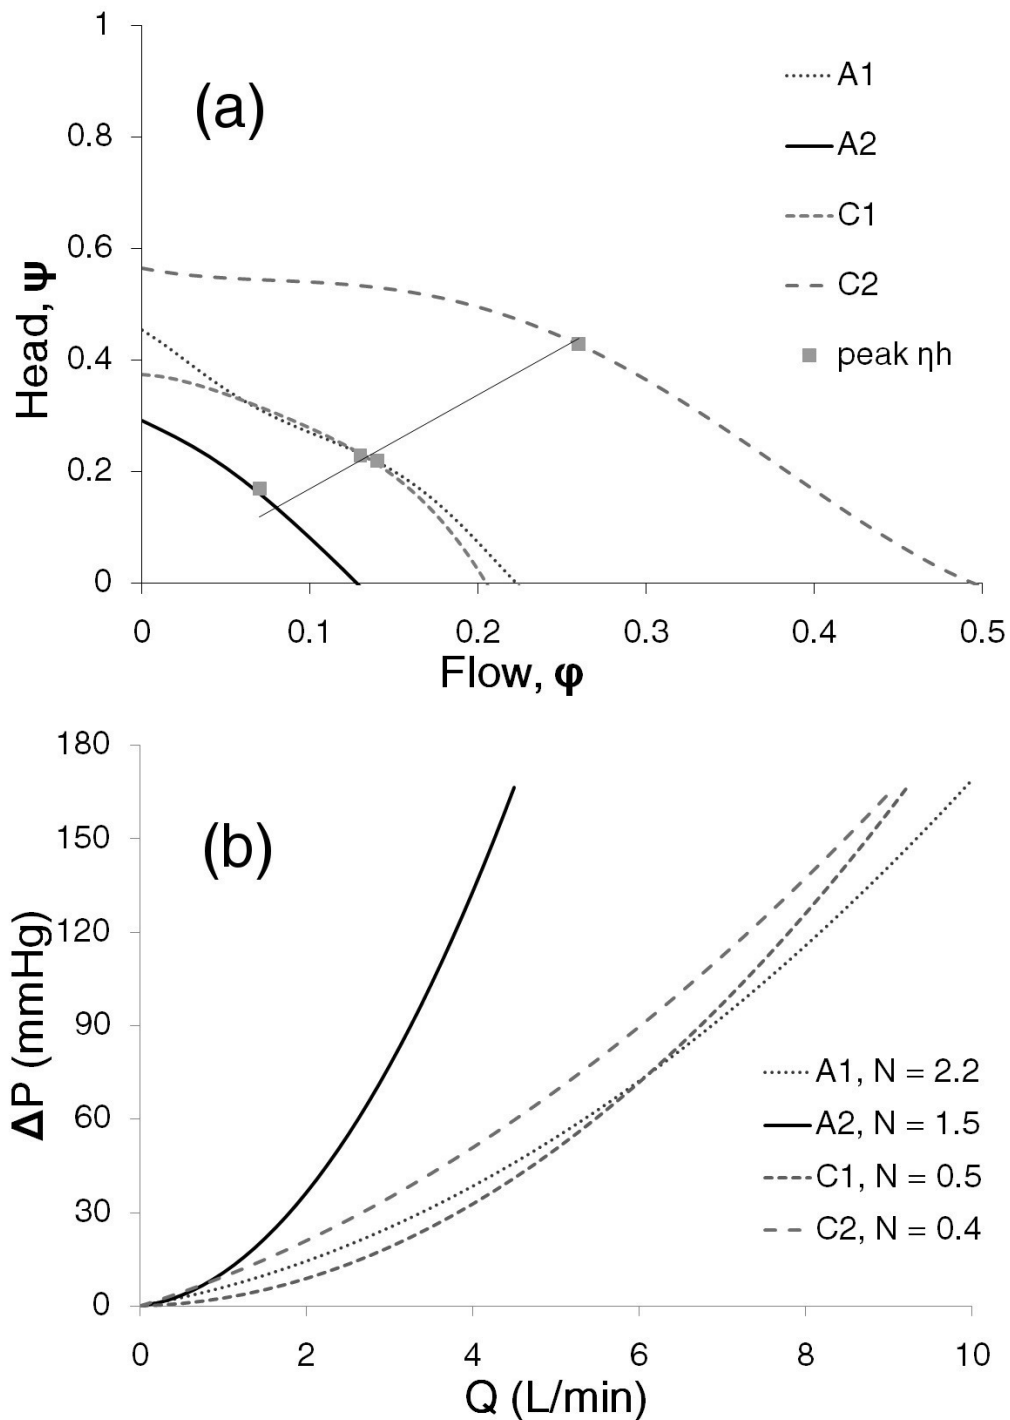 (a)
Head, ψ
1
0.8
0.6
0.4
0.2
0
0 0.1 0.2 0.3 0.4 0.5
Flow, φ
A1
A2
C1
C2
peak ηh
(b)
ΔP (mmHg)
180
150
120
90
60
30
0
0 2 4 6 8 10
Q (L/min)
A1, N = 2.2
A2, N = 1.5
C1, N = 0.5
C2, N = 0.4